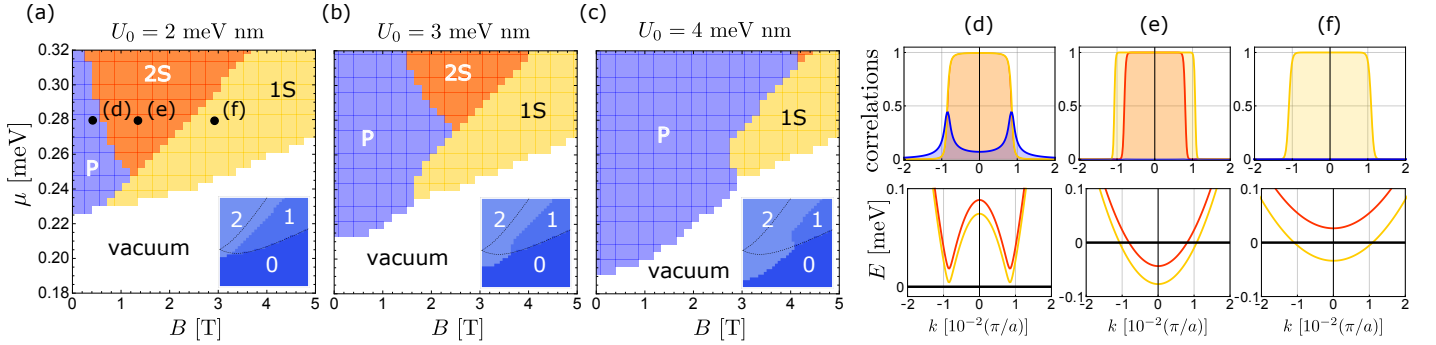 (a)
U₀ = 2 meV nm
0.32
0.30
0.28
0.26
0.24
0.22
0.20
0.18
μ [meV]
2S
1S
(d)
(e)
(f)
P
vacuum
2
1
0
0
1
2
3
4
5
B [T]
(b)
U₀ = 3 meV nm
2S
1S
P
vacuum
2
1
0
0
1
2
3
4
5
B [T]
(c)
U₀ = 4 meV nm
P
1S
vacuum
2
1
0
0
1
2
3
4
5
B [T]
(d)
correlations
1
0.5
-2
-1
0
1
2
E [meV]
0.1
0
-2
-1
0
1
2
k [10⁻²(π/a)]
(e)
1
0.5
-2
-1
0
1
2
0.1
0
-0.1
-2
-1
0
1
2
k [10⁻²(π/a)]
(f)
1
0.5
-2
-1
0
1
2
0.1
0
-0.1
-2
-1
0
1
2
k [10⁻²(π/a)]